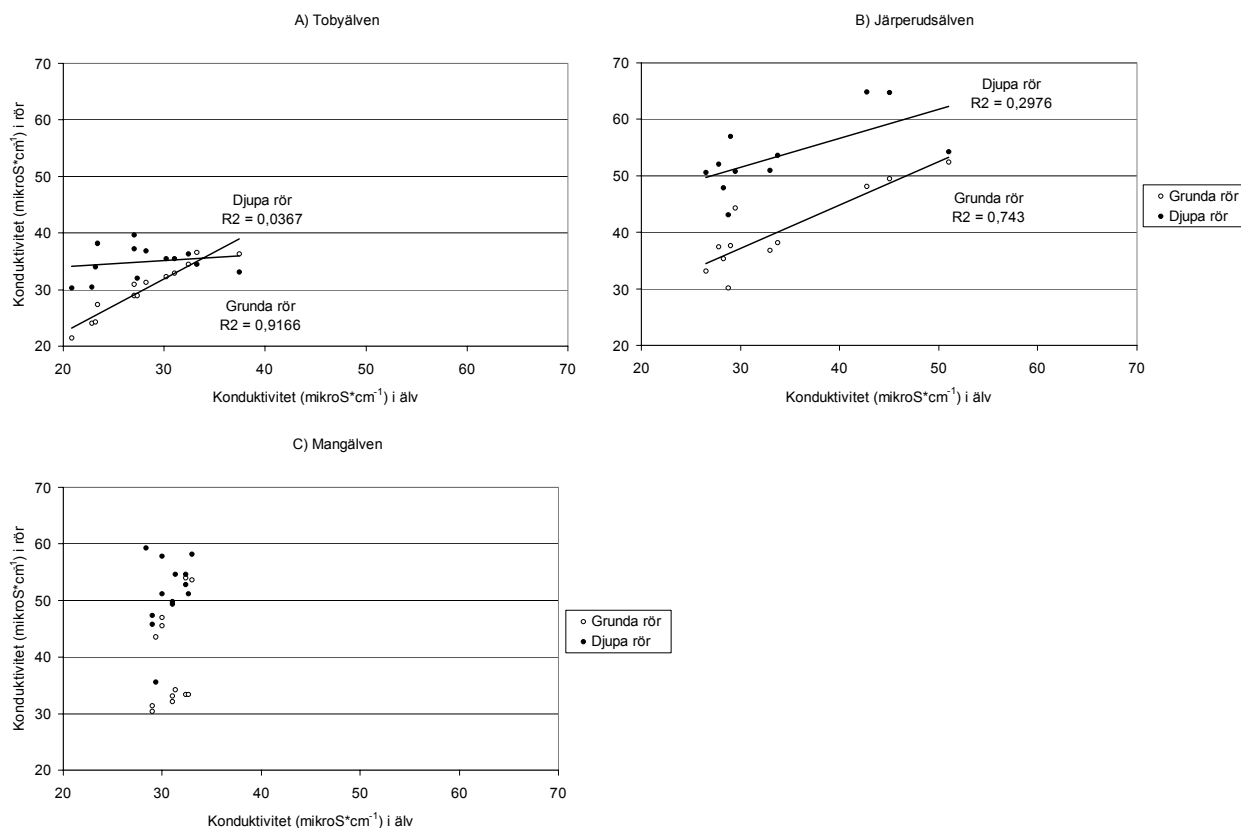 A) Tobyälven
Konduktivitet (mikroS*cm-1) i rör
70
60
50
40
30
20
Djupa rör
R2 = 0,0367
Grunda rör
R2 = 0,9166
20 30 40 50 60 70
Konduktivitet (mikroS*cm-1) i älv
B) Järperudsälven
Konduktivitet (mikroS*cm-1) i rör
70
60
50
40
30
20
Djupa rör
R2 = 0,2976
Grunda rör
R2 = 0,743
20 30 40 50 60 70
Konduktivitet (mikroS*cm-1) i älv
Grunda rör
Djupa rör
C) Mangälven
Konduktivitet (mikroS*cm-1) i rör
70
60
50
40
30
20
20 30 40 50 60 70
Konduktivitet (mikroS*cm-1) i älv
Grunda rör
Djupa rör